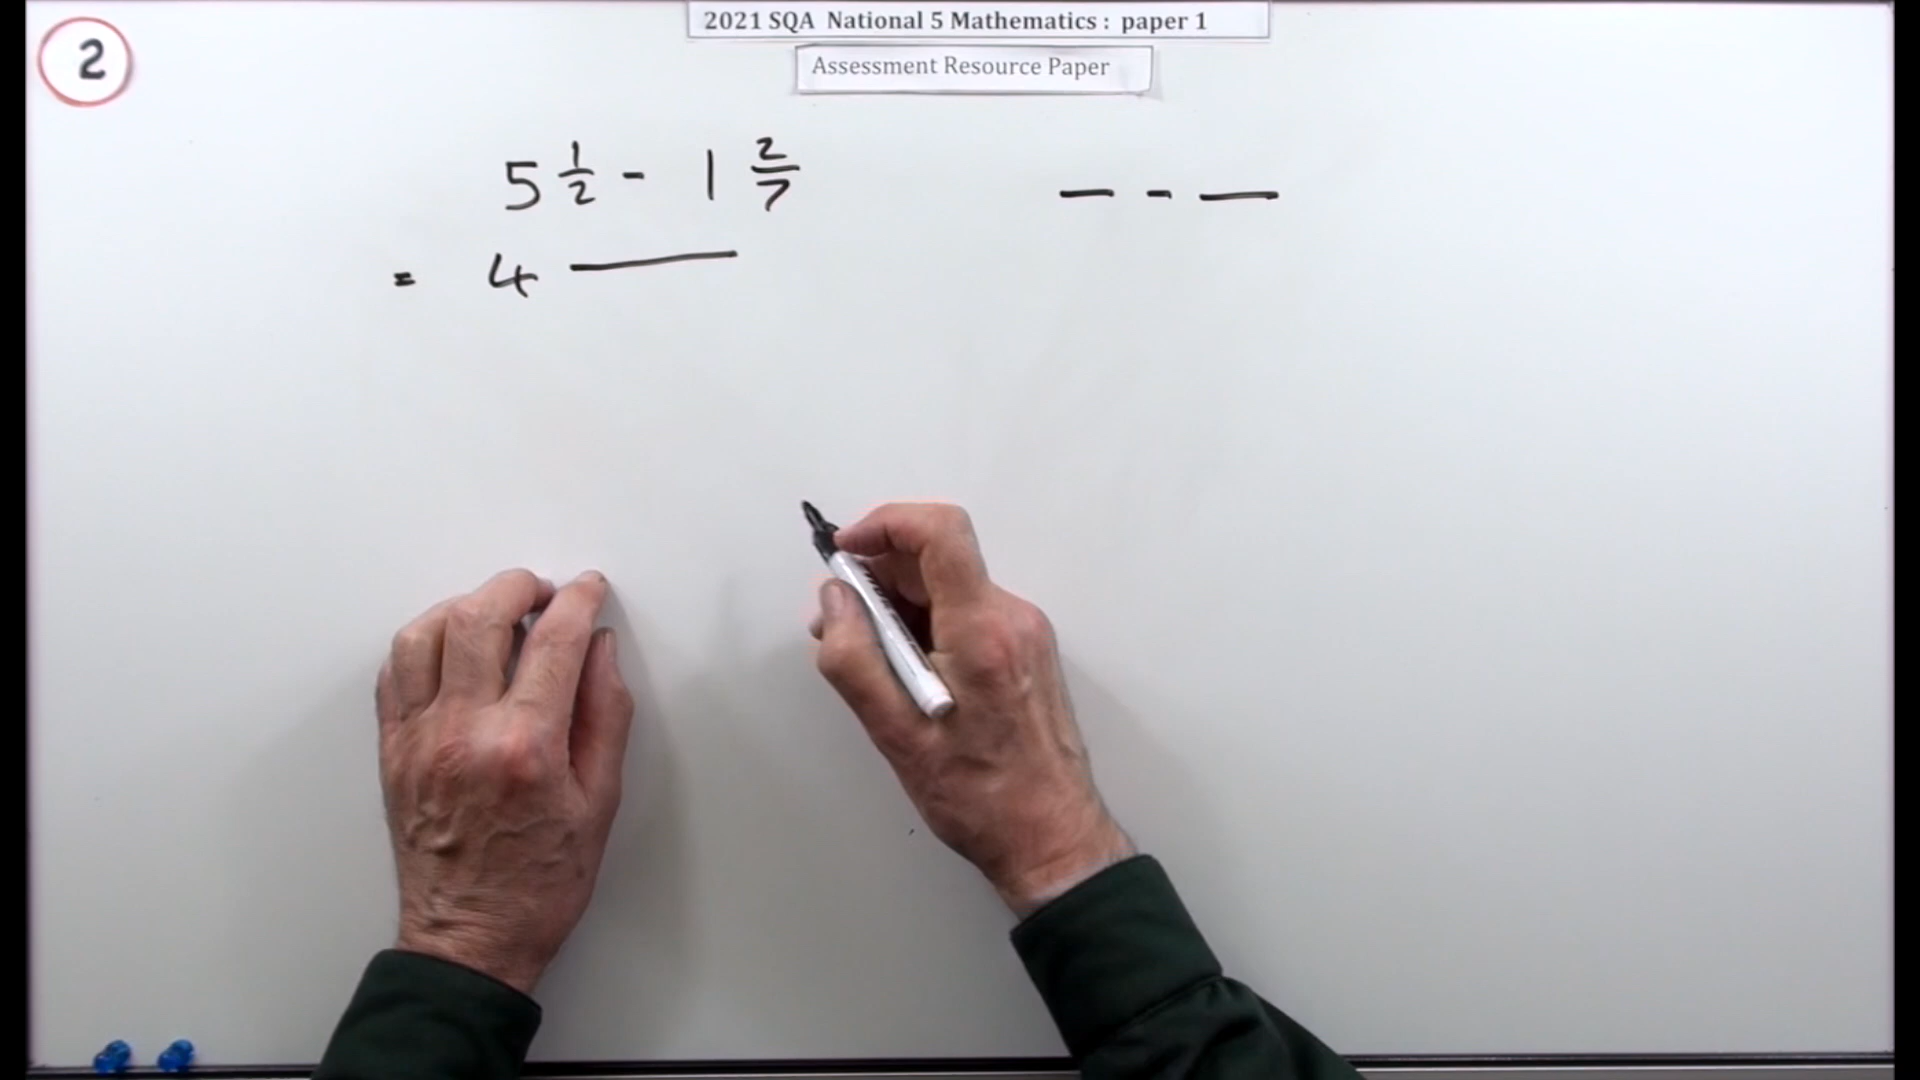 2021 SQA National 5 Mathematics : paper 1
Assessment Resource Paper
2
5 1/2 - 1 2/7
— - —
= 4 —